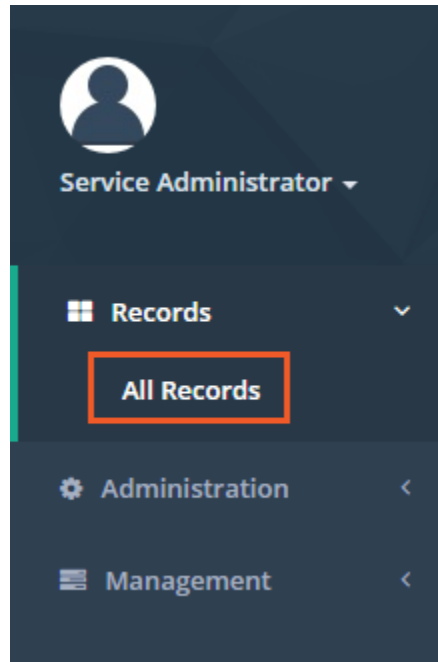 Service Administrator
Records
All Records
Administration
Management